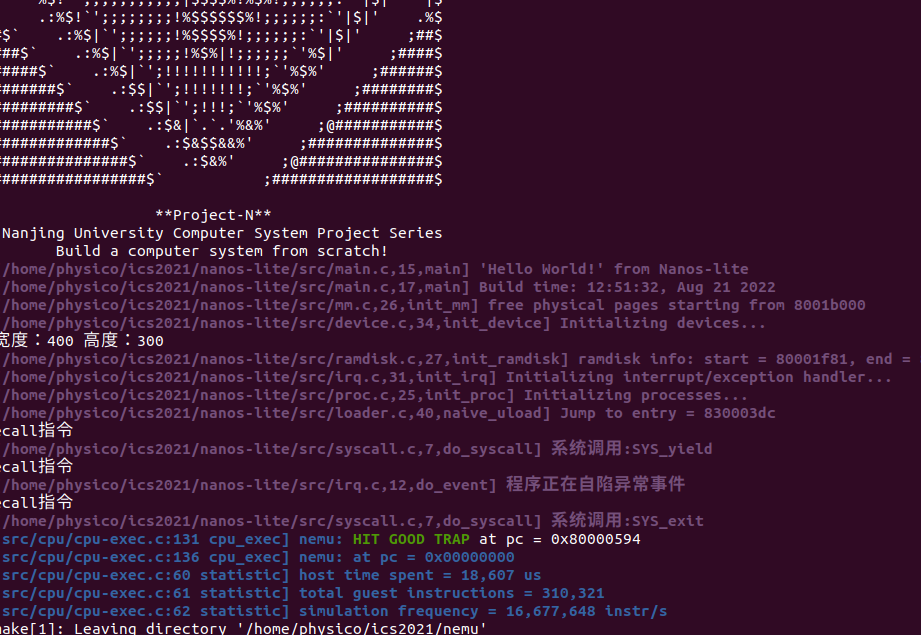 .:%$!`';;;;;;;;!%$$$$$$%!;;;;;;:`'|$|'     .%$
$`    .:%$|`';;;;;;!%$$$$%!;;;;;;:`'|$|'      ;##$
###$`    .:%$|`';;;;;!%$%|!;;;;;;`'%$|'     ;####$
#####$`    .:%$|`';!!!!!!!!!!!;`'%$%'     ;######$
#######$`    .:$$|`';!!!!!!!;`'%$%'     ;########$
#########$`    .:$$|`';!!!;`'%$%'     ;##########$
###########$`    .:$&|`.`.'%&%'     ;@###########$
#############$`    .:$&$$&&%'     ;##############$
###############$`    .:$&%'     ;@###############$
#################$`           ;##################$
**Project-N**
Nanjing University Computer System Project Series
Build a computer system from scratch!
/home/physico/ics2021/nanos-lite/src/main.c,15,main] 'Hello World!' from Nanos-lite
/home/physico/ics2021/nanos-lite/src/main.c,17,main] Build time: 12:51:32, Aug 21 2022
/home/physico/ics2021/nanos-lite/src/mm.c,26,init_mm] free physical pages starting from 8001b000
/home/physico/ics2021/nanos-lite/src/device.c,34,init_device] Initializing devices...
宽度：400 高度：300
/home/physico/ics2021/nanos-lite/src/ramdisk.c,27,init_ramdisk] ramdisk info: start = 80001f81, end =
/home/physico/ics2021/nanos-lite/src/irq.c,31,init_irq] Initializing interrupt/exception handler...
/home/physico/ics2021/nanos-lite/src/proc.c,25,init_proc] Initializing processes...
/home/physico/ics2021/nanos-lite/src/loader.c,40,naive_uload] Jump to entry = 830003dc
ecall指令
/home/physico/ics2021/nanos-lite/src/syscall.c,7,do_syscall] 系统调用:SYS_yield
ecall指令
/home/physico/ics2021/nanos-lite/src/irq.c,12,do_event] 程序正在自陷异常事件
ecall指令
/home/physico/ics2021/nanos-lite/src/syscall.c,7,do_syscall] 系统调用:SYS_exit
src/cpu/cpu-exec.c:131 cpu_exec] nemu: HIT GOOD TRAP at pc = 0x80000594
src/cpu/cpu-exec.c:136 cpu_exec] nemu: at pc = 0x00000000
src/cpu/cpu-exec.c:60 statistic] host time spent = 18,607 us
src/cpu/cpu-exec.c:61 statistic] total guest instructions = 310,321
src/cpu/cpu-exec.c:62 statistic] simulation frequency = 16,677,648 instr/s
make[1]: Leaving directory '/home/physico/ics2021/nemu'